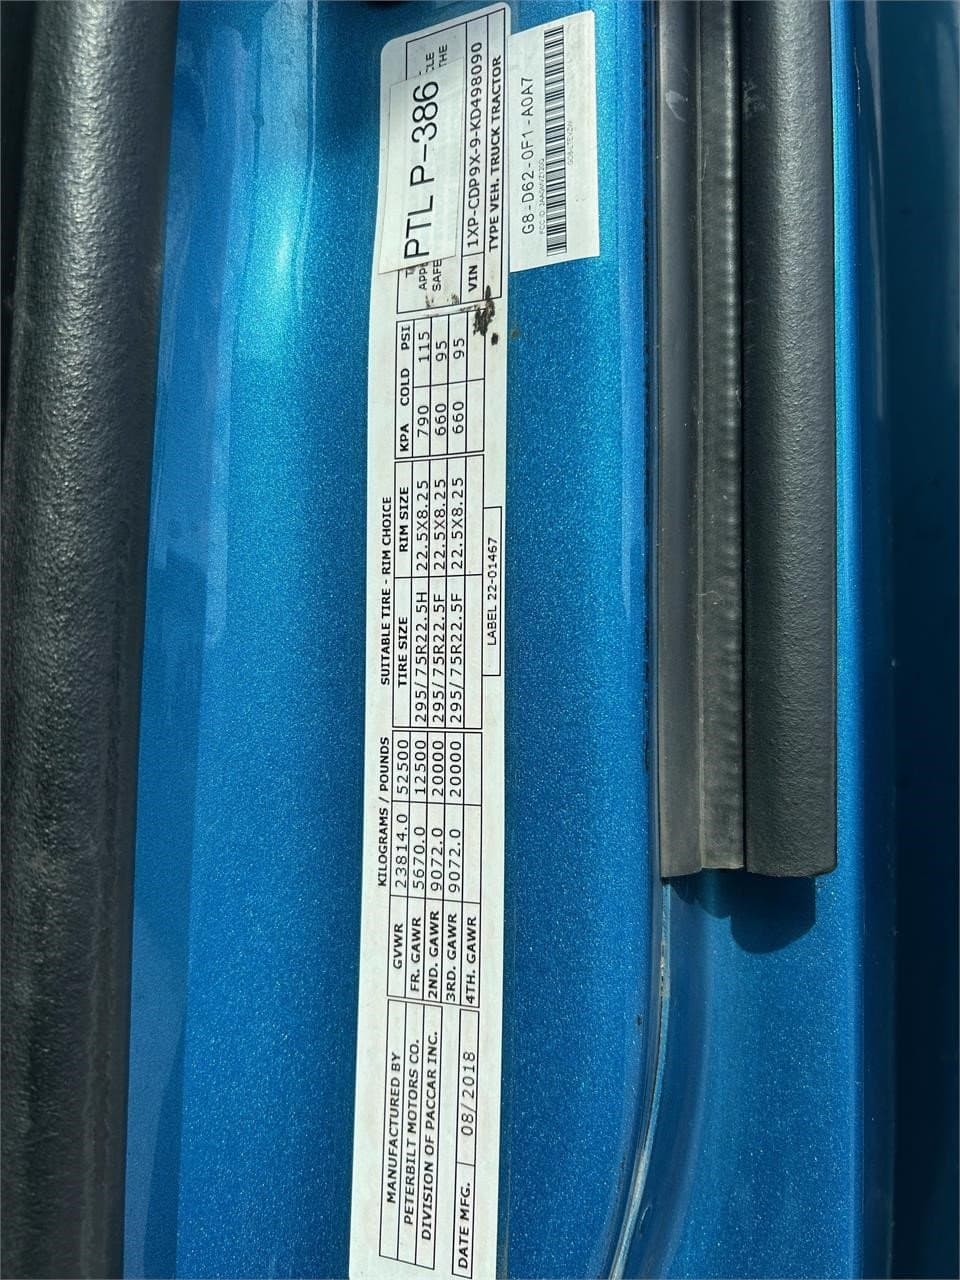 MANUFACTURED BY
PETERBILT MOTORS CO.
DIVISION OF PACCAR INC.
DATE MFG. 08/2018
KILOGRAMS / POUNDS
GVWR 23814.0 52500
FR. GAWR 5670.0 12500
2ND. GAWR 9072.0 20000
3RD. GAWR 9072.0 20000
4TH. GAWR
SUITABLE TIRE - RIM CHOICE
TIRE SIZE RIM SIZE
295/75R22.5H 22.5X8.25
295/75R22.5F 22.5X8.25
295/75R22.5F 22.5X8.25
LABEL 22-01467
KPA COLD PSI
790 115
660 95
660 95
PTL P-386
THE
SAFE
VIN 1XP-CDP9X-9-KD498090
TYPE VEH. TRUCK TRACTOR
G8-D62-0F1-A0A7